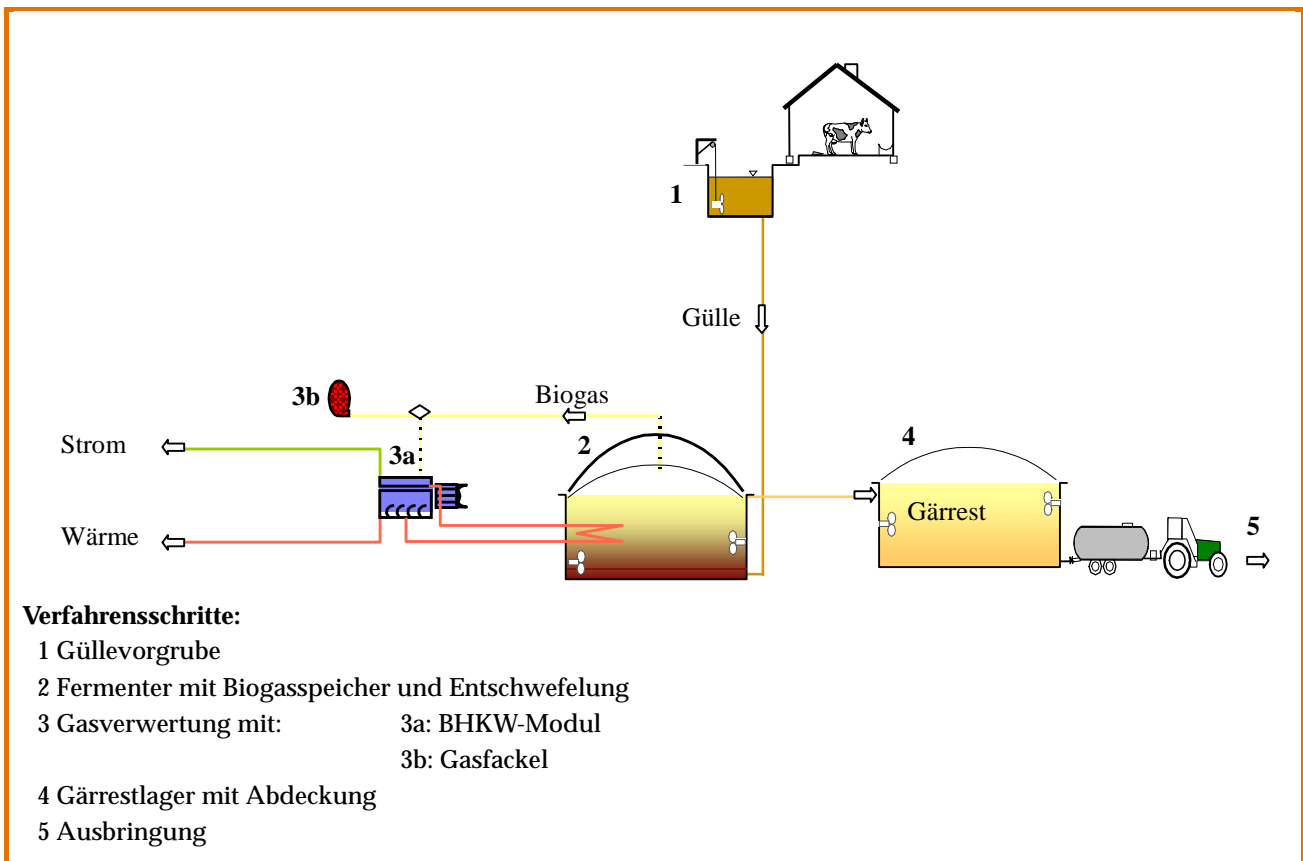 1
Gülle
3b
Biogas
Strom
3a
2
4
Wärme
Gärrest
5
Verfahrensschritte:
1 Güllevorgrube
2 Fermenter mit Biogasspeicher und Entschwefelung
3 Gasverwertung mit: 3a: BHKW-Modul
3b: Gasfackel
4 Gärrestlager mit Abdeckung
5 Ausbringung